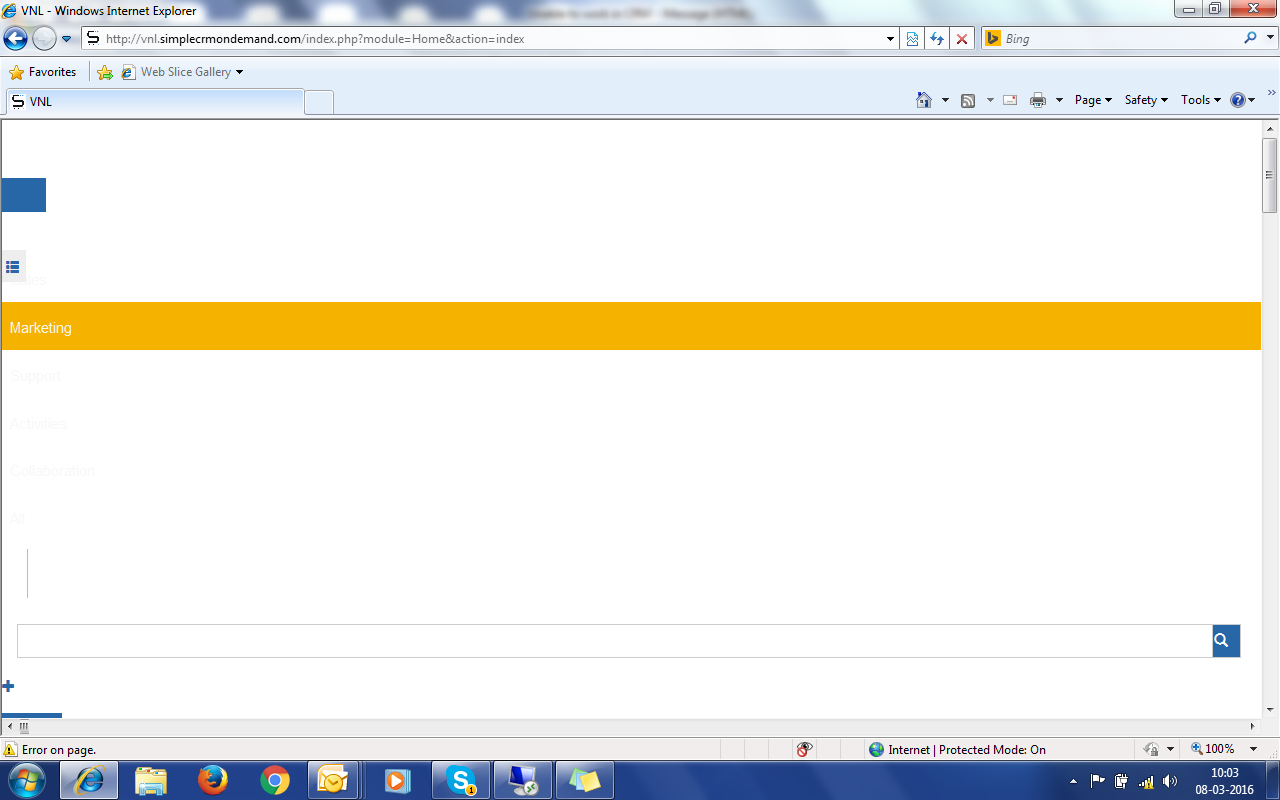 VNL - Windows Internet Explorer
http://vnl.simplecrmondemand.com/index.php?module=Home&action=index
Bing
Favorites
Web Slice Gallery
VNL
Page
Safety
Tools
Marketing
Support
Activities
Collaboration
All
Error on page.
Internet | Protected Mode: On
100%
1
10:03
08-03-2016